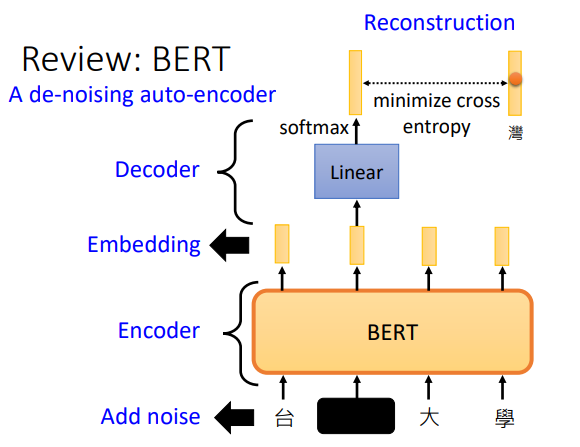 Reconstruction
Review: BERT
A de-noising auto-encoder
minimize cross
entropy
灣
softmax
Decoder
Linear
Embedding
Encoder
BERT
Add noise
台
大
學